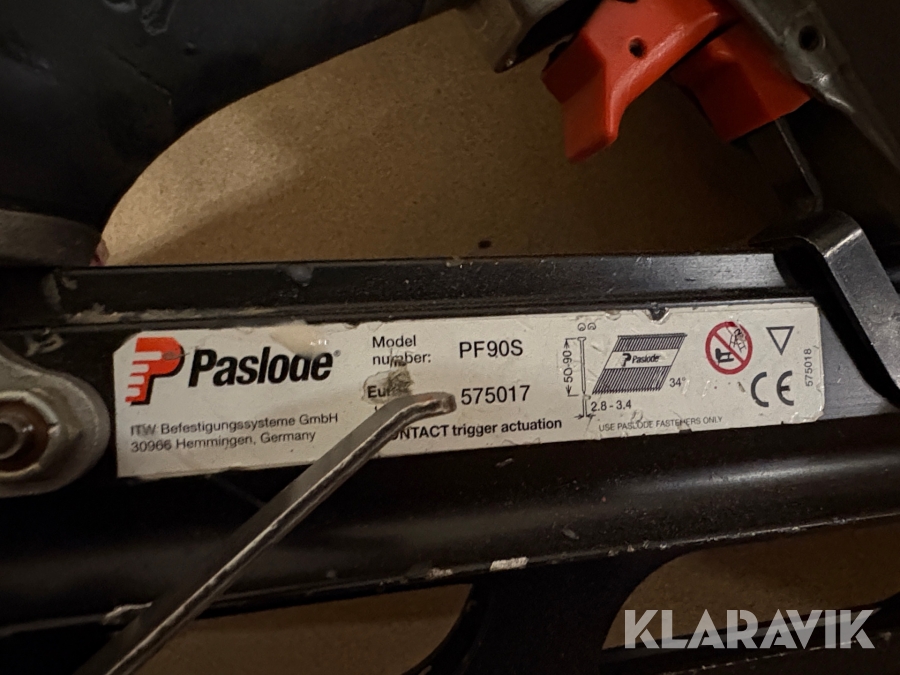 Paslode®
ITW Befestigungssysteme GmbH
30966 Hemmingen, Germany
Model
number:
PF90S
575017
trigger actuation
50-90
2.8 - 3.4
Paslode
34°
USE PASLODE FASTENERS ONLY
CE
575018
KLARAVIK